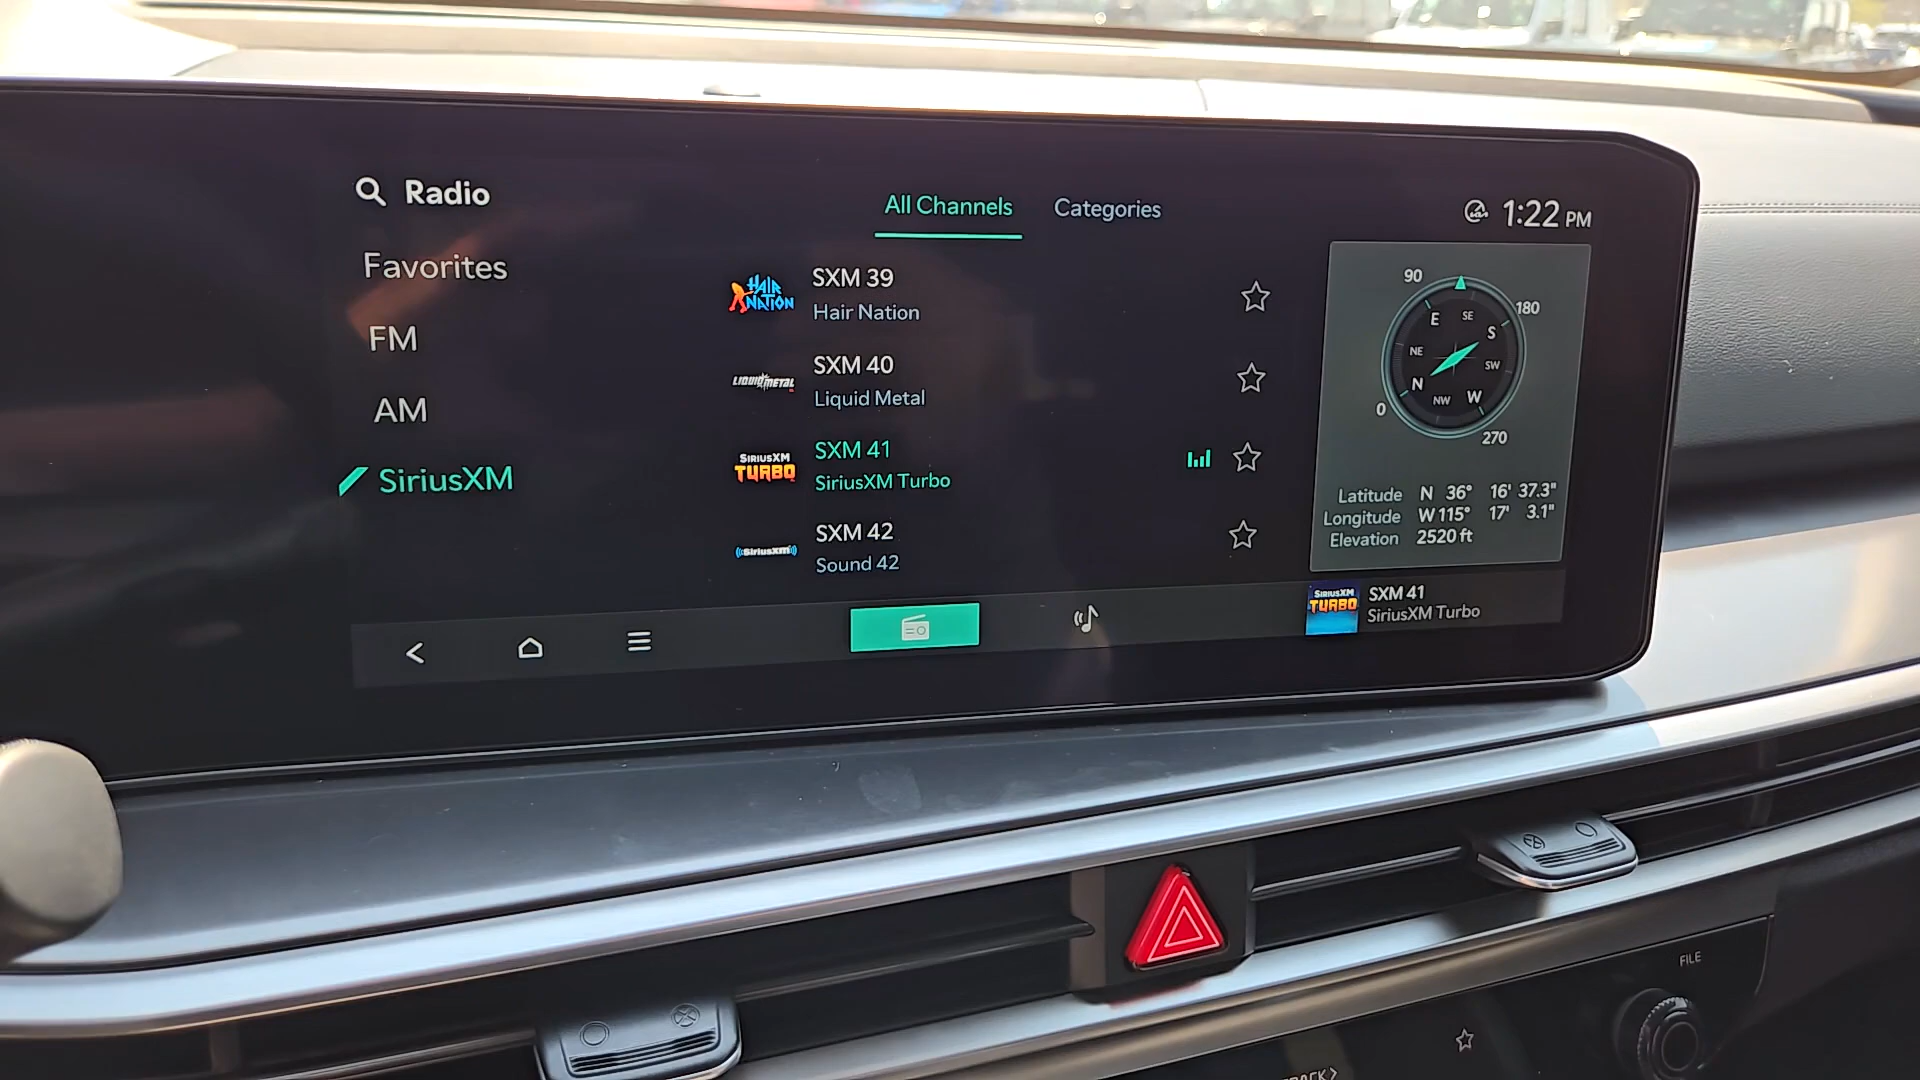 Radio
All Channels
Categories
1:22 PM
Favorites
FM
AM
SiriusXM
HAIR NATION
SXM 39
Hair Nation
LIQUID METAL
SXM 40
Liquid Metal
SIRIUSXM TURBO
SXM 41
SiriusXM Turbo
((SiriusXM))
SXM 42
Sound 42
90
180
270
0
E
SE
S
SW
W
NW
N
NE
Latitude N 36° 16' 37.3"
Longitude W 115° 17' 3.1"
Elevation 2520 ft
SIRIUSXM TURBO
SXM 41
SiriusXM Turbo
FILE